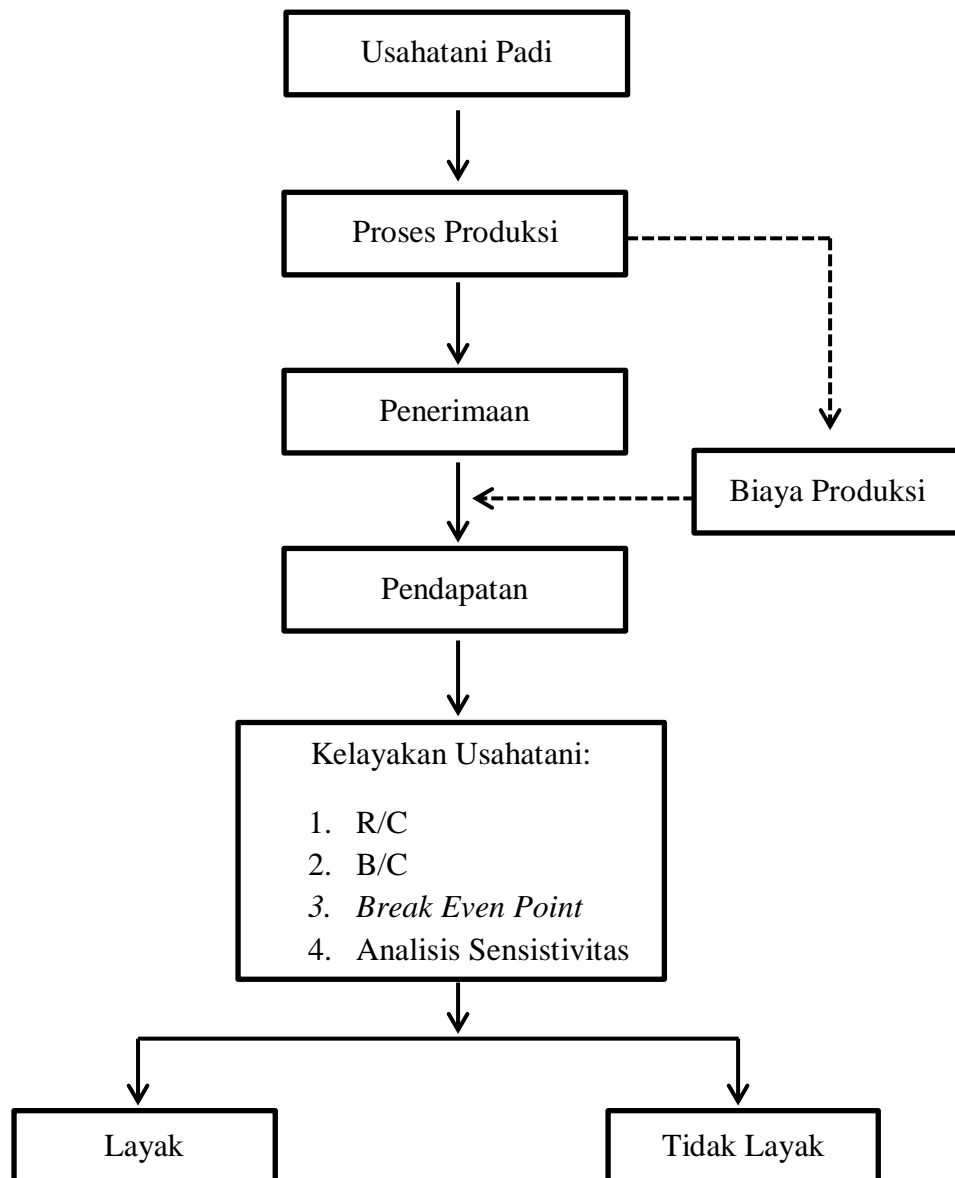 Usahatani Padi
Proses Produksi
Penerimaan
Biaya Produksi
Pendapatan
Kelayakan Usahatani:
1. R/C
2. B/C
3. Break Even Point
4. Analisis Sensistivitas
Layak
Tidak Layak